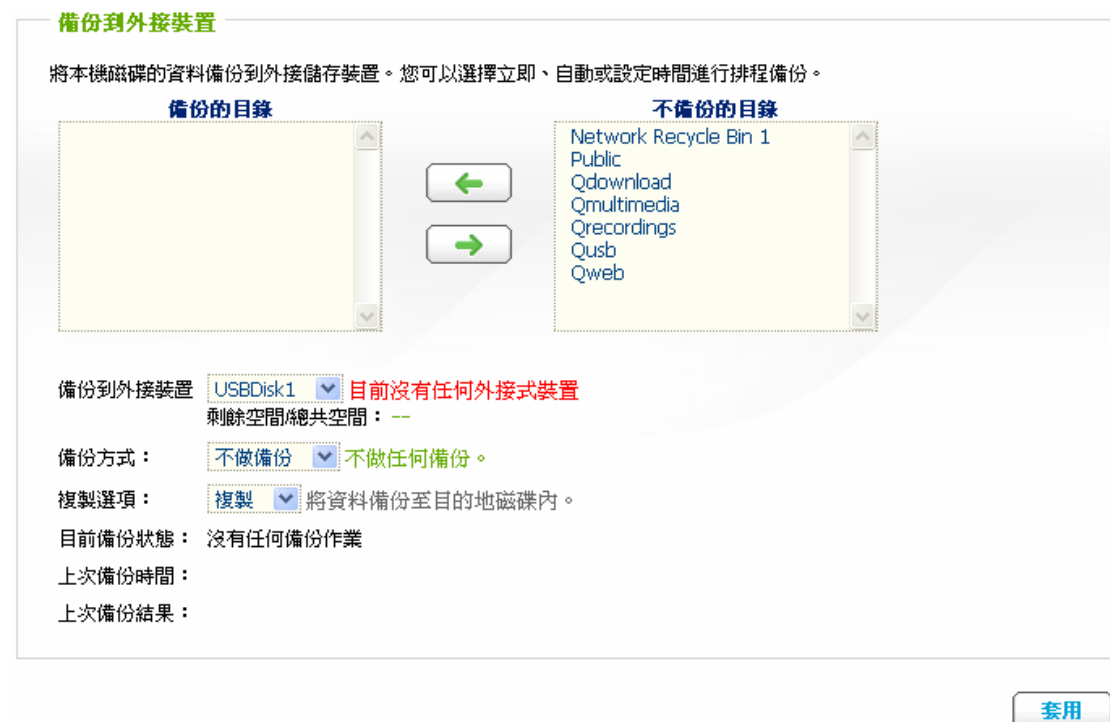 備份到外接裝置
將本機磁碟的資料備份到外接儲存裝置。您可以選擇立即、自動或設定時間進行排程備份。
備份的目錄
不備份的目錄
Network Recycle Bin 1
Public
Qdownload
Qmultimedia
Qrecordings
Qusb
Qweb
備份到外接裝置 USBDisk1 目前沒有任何外接式裝置
剩餘空間/總共空間：--
備份方式： 不做備份 不做任何備份。
複製選項： 複製 將資料備份至目的地磁碟內。
目前備份狀態： 沒有任何備份作業
上次備份時間：
上次備份結果：
套用